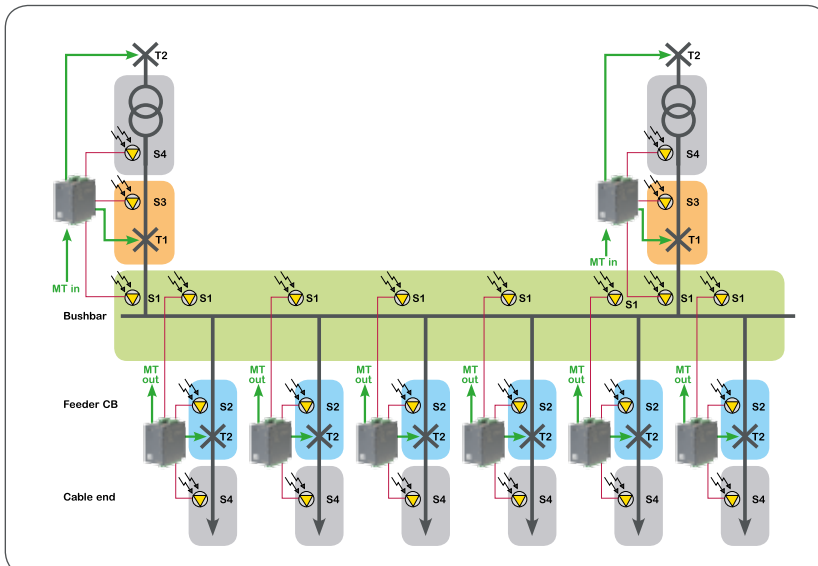 T2 T2
S4 S4
S3 S3
T1 T1
MT in MT in
S1 S1 S1 S1 S1 S1 S1 S1
Bushbar
MT out MT out MT out MT out MT out MT out
Feeder CB S2 S2 S2 S2 S2 S2
T2 T2 T2 T2 T2 T2
Cable end S4 S4 S4 S4 S4 S4